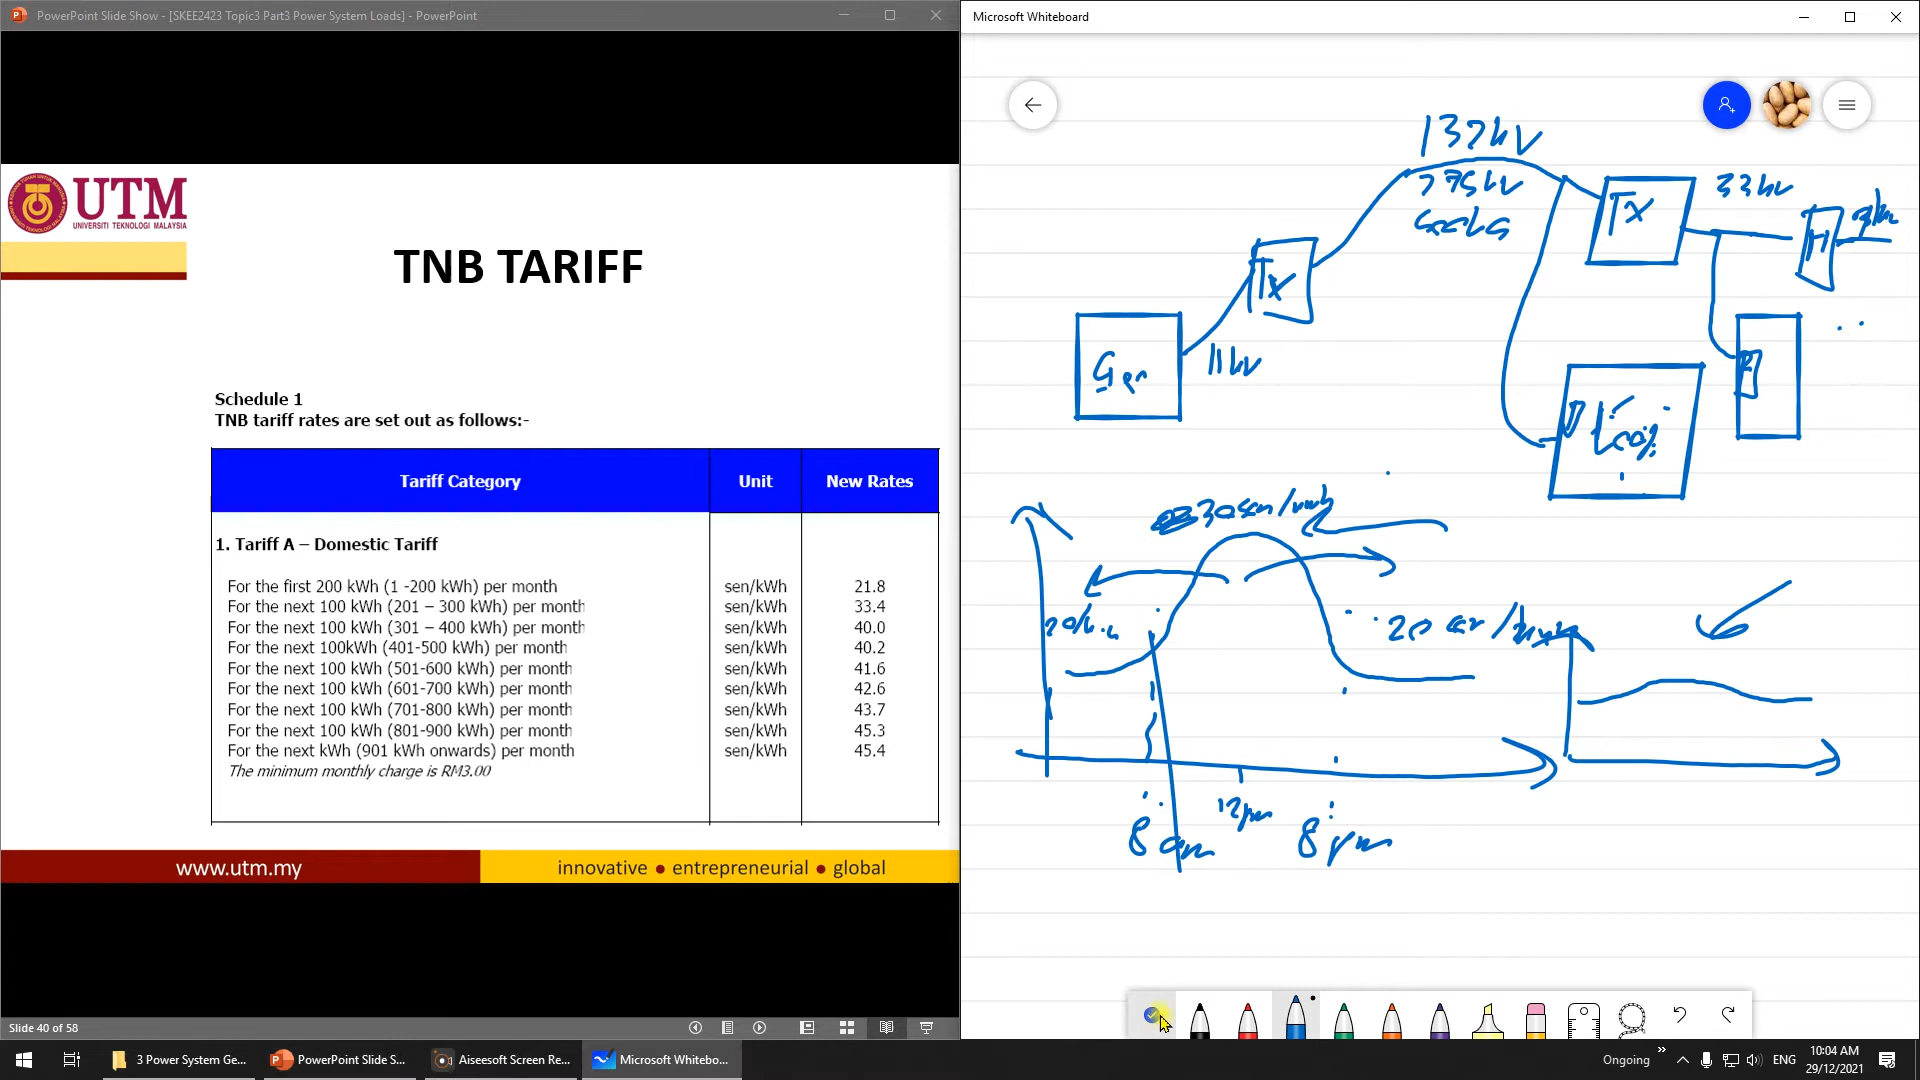 PowerPoint Slide Show - [SKEE2423 Topic3 Part3 Power System Loads] - PowerPoint
UTM
UNIVERSITI TEKNOLOGI MALAYSIA
TNB TARIFF
Schedule 1
TNB tariff rates are set out as follows:-
Tariff Category Unit New Rates
1. Tariff A – Domestic Tariff
For the first 200 kWh (1 -200 kWh) per month sen/kWh 21.8
For the next 100 kWh (201 – 300 kWh) per month sen/kWh 33.4
For the next 100 kWh (301 – 400 kWh) per month sen/kWh 40.0
For the next 100kWh (401-500 kWh) per month sen/kWh 40.2
For the next 100 kWh (501-600 kWh) per month sen/kWh 41.6
For the next 100 kWh (601-700 kWh) per month sen/kWh 42.6
For the next 100 kWh (701-800 kWh) per month sen/kWh 43.7
For the next 100 kWh (801-900 kWh) per month sen/kWh 45.3
For the next kWh (901 kWh onwards) per month sen/kWh 45.4
The minimum monthly charge is RM3.00
www.utm.my innovative ● entrepreneurial ● global
Slide 40 of 58
Microsoft Whiteboard
132kV
275kV
33kV
Tx
Tx
Gen
11kV
30 sen/kWh
8 am
12pm
8 pm
3 Power System Ge...
PowerPoint Slide S...
Aiseesoft Screen Re...
Microsoft Whitebo...
Ongoing
ENG
10:04 AM
29/12/2021